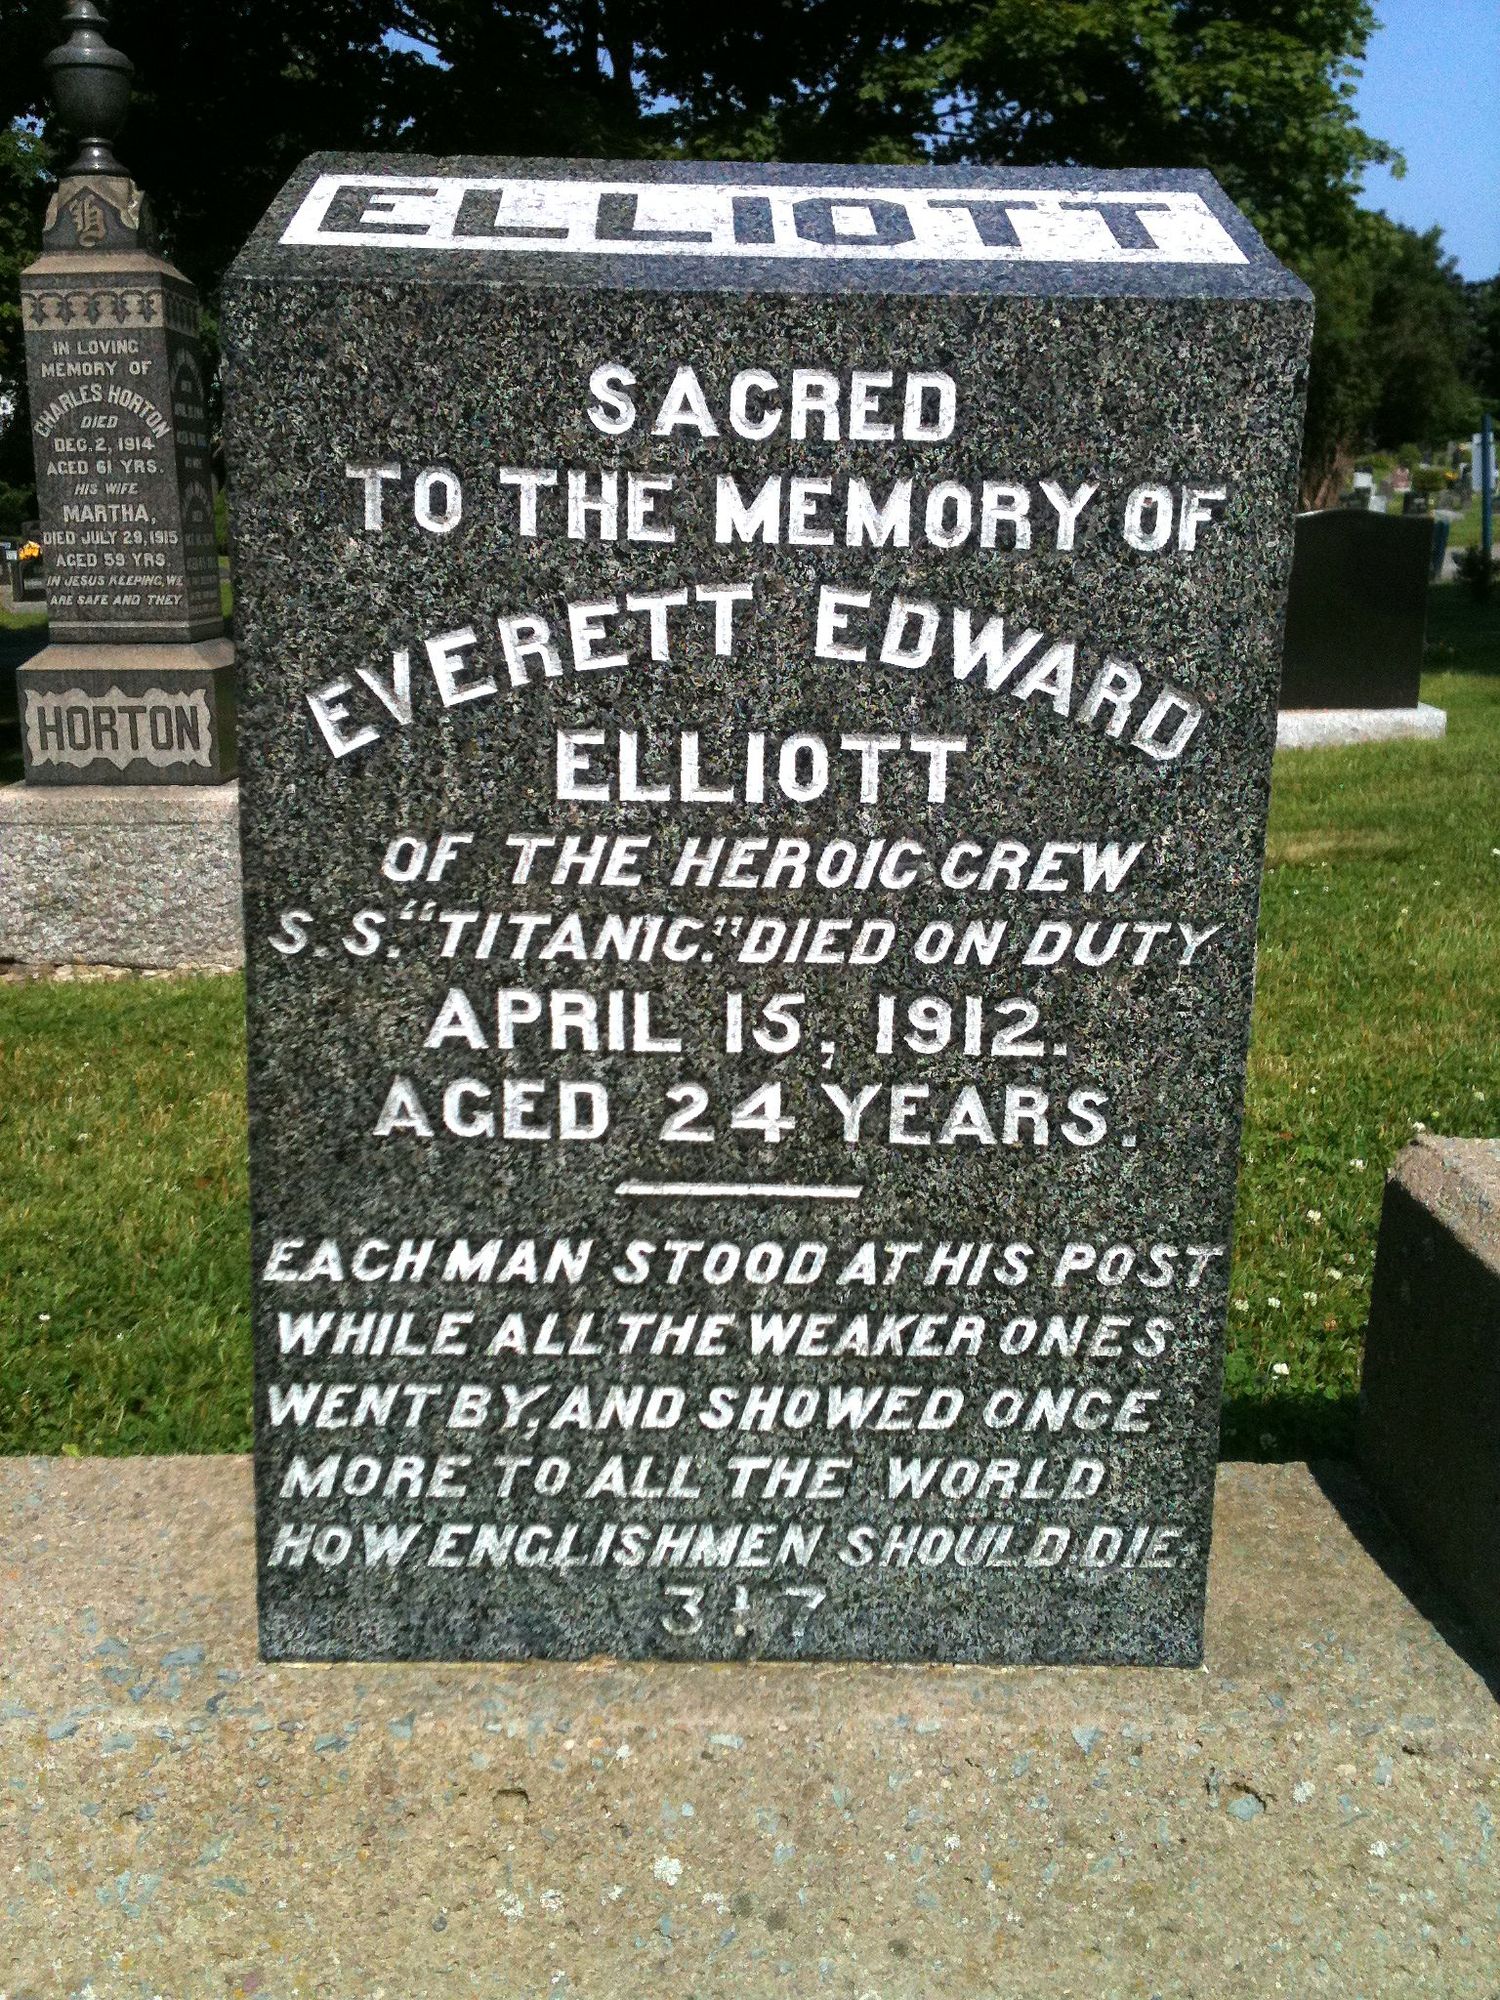 ELLIOTT
SACRED
TO THE MEMORY OF
EVERETT EDWARD
ELLIOTT
OF THE HEROIC CREW
S. S. "TITANIC." DIED ON DUTY
APRIL 15, 1912.
AGED 24 YEARS.
EACH MAN STOOD AT HIS POST
WHILE ALL THE WEAKER ONES
WENT BY, AND SHOWED ONCE
MORE TO ALL THE WORLD
HOW ENGLISHMEN SHOULD DIE
317
H
IN LOVING
MEMORY OF
CHARLES HORTON
DIED
DEC. 2, 1914
AGED 61 YRS.
HIS WIFE
MARTHA,
DIED JULY 29, 1915
AGED 59 YRS.
IN JESUS KEEPING, WE
ARE SAFE AND THEY
HORTON